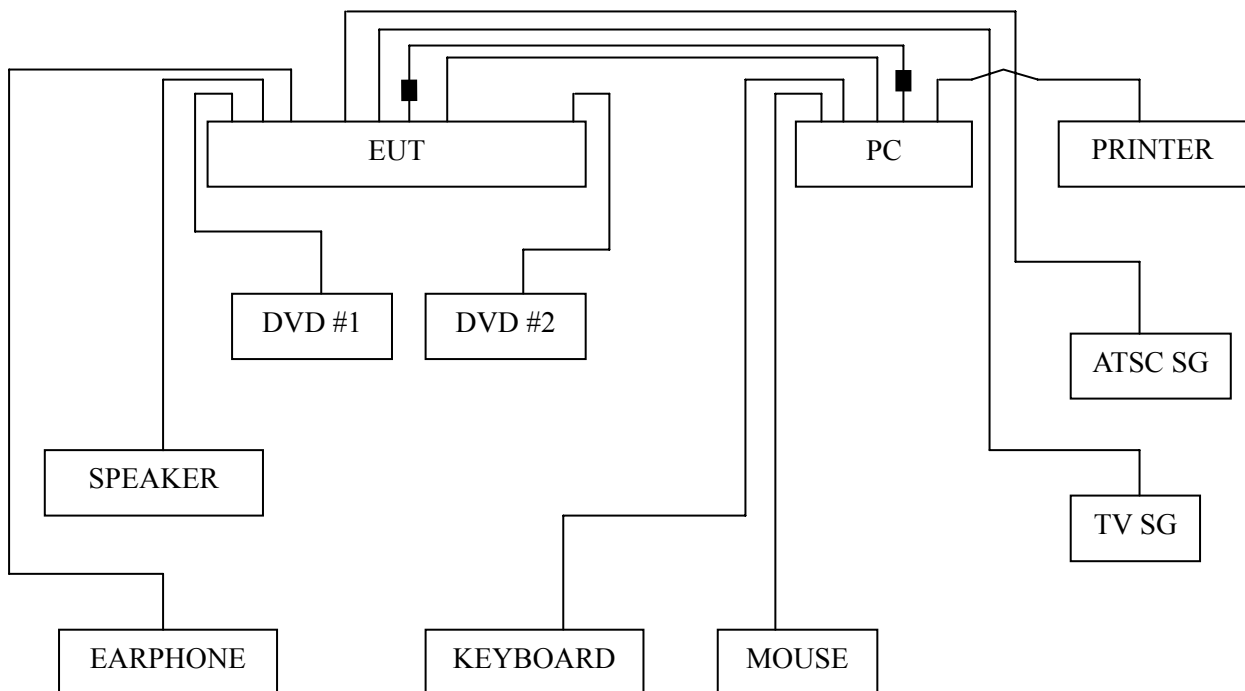 EUT
PC
PRINTER
DVD #1
DVD #2
ATSC SG
SPEAKER
TV SG
EARPHONE
KEYBOARD
MOUSE